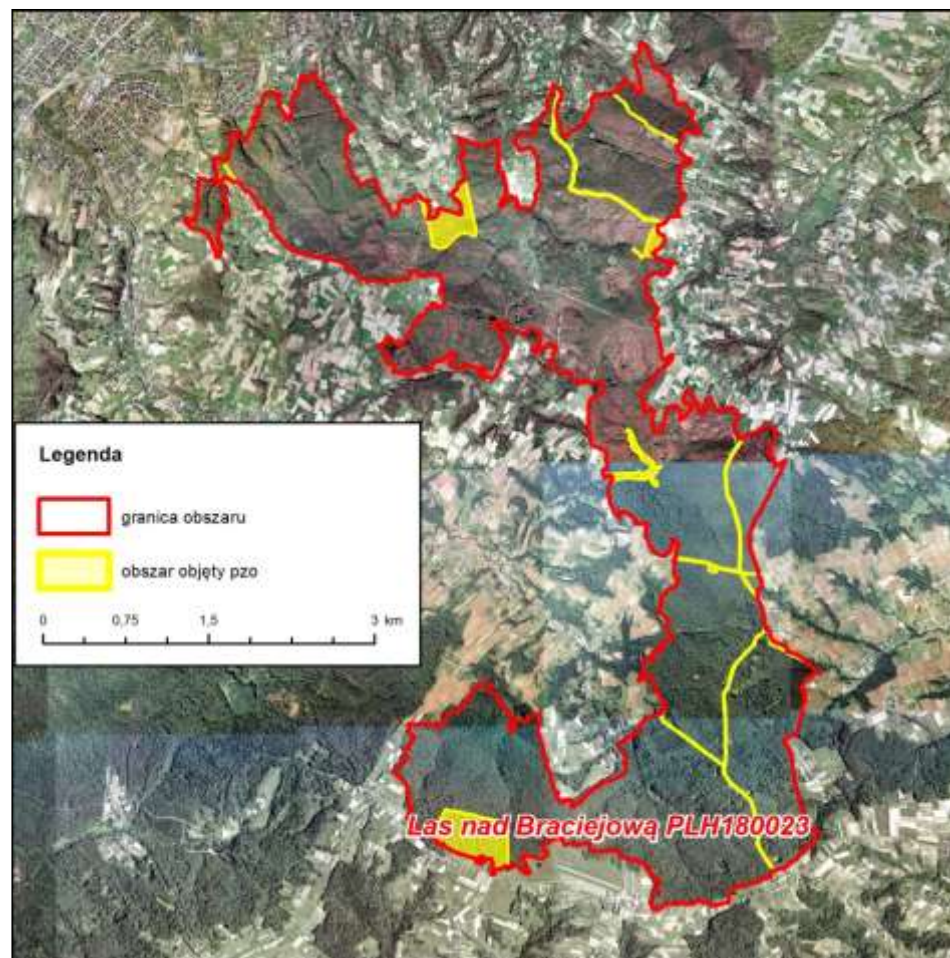 Legenda
granica obszaru
obszar objęty pzo
0 0,75 1,5 3 km
Las nad Braciejową PLH180023